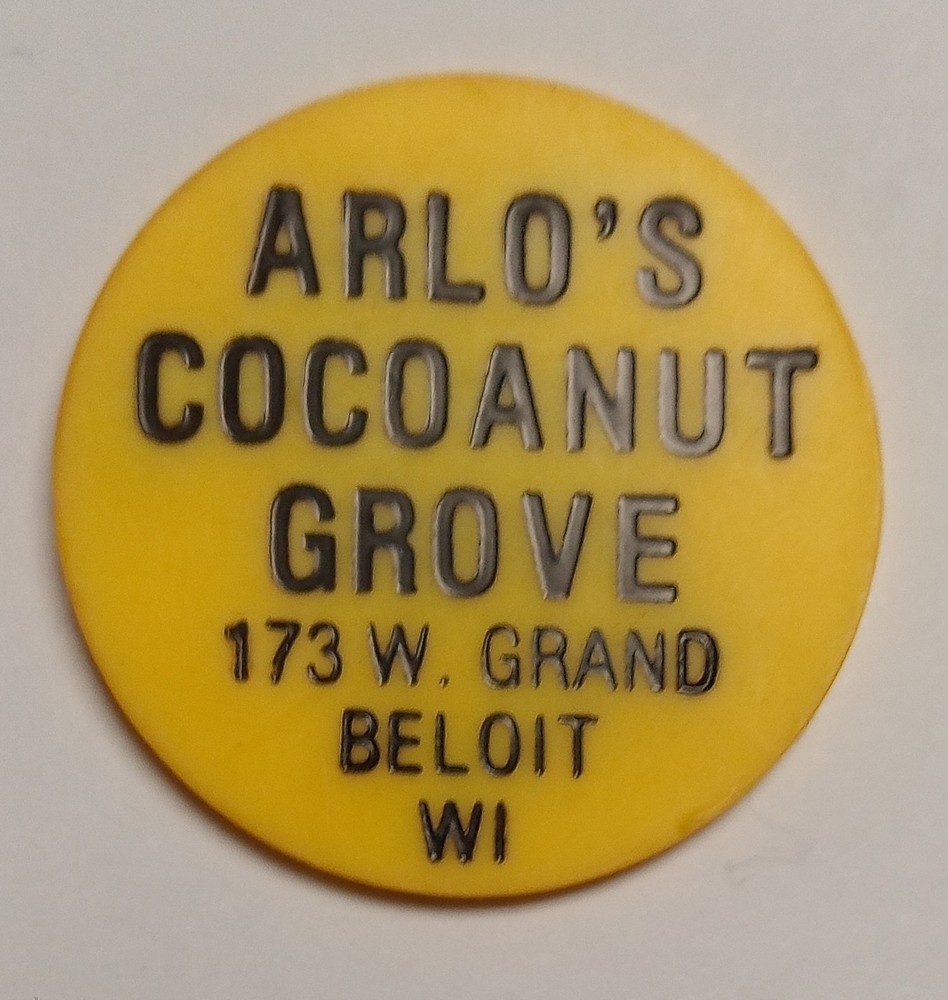 ARLO'S
COCOANUT
GROVE
173 W. GRAND
BELOIT
WI